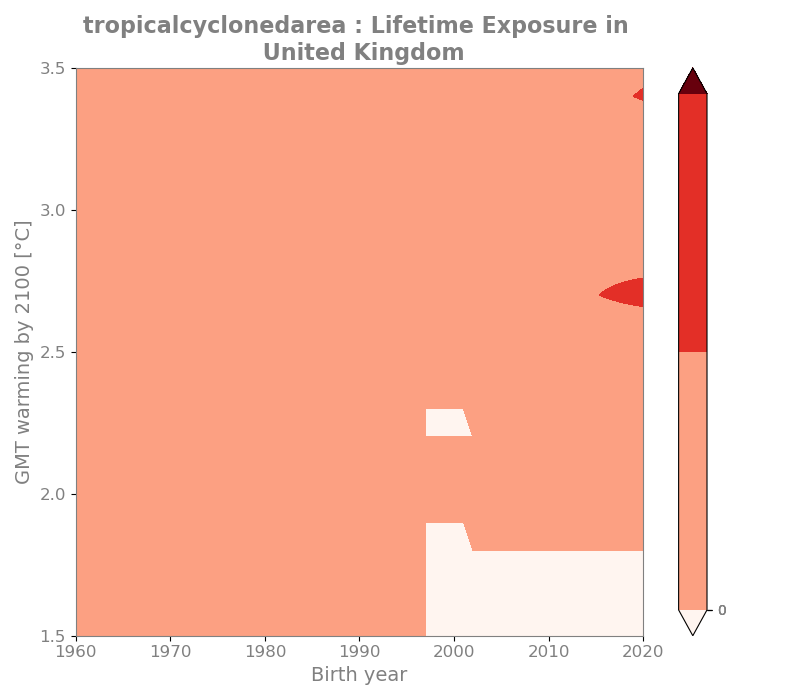 tropicalcyclonedarea : Lifetime Exposure in
United Kingdom
3.5
3.0
2.5
2.0
1.5
GMT warming by 2100 [°C]
1960 1970 1980 1990 2000 2010 2020
Birth year
0